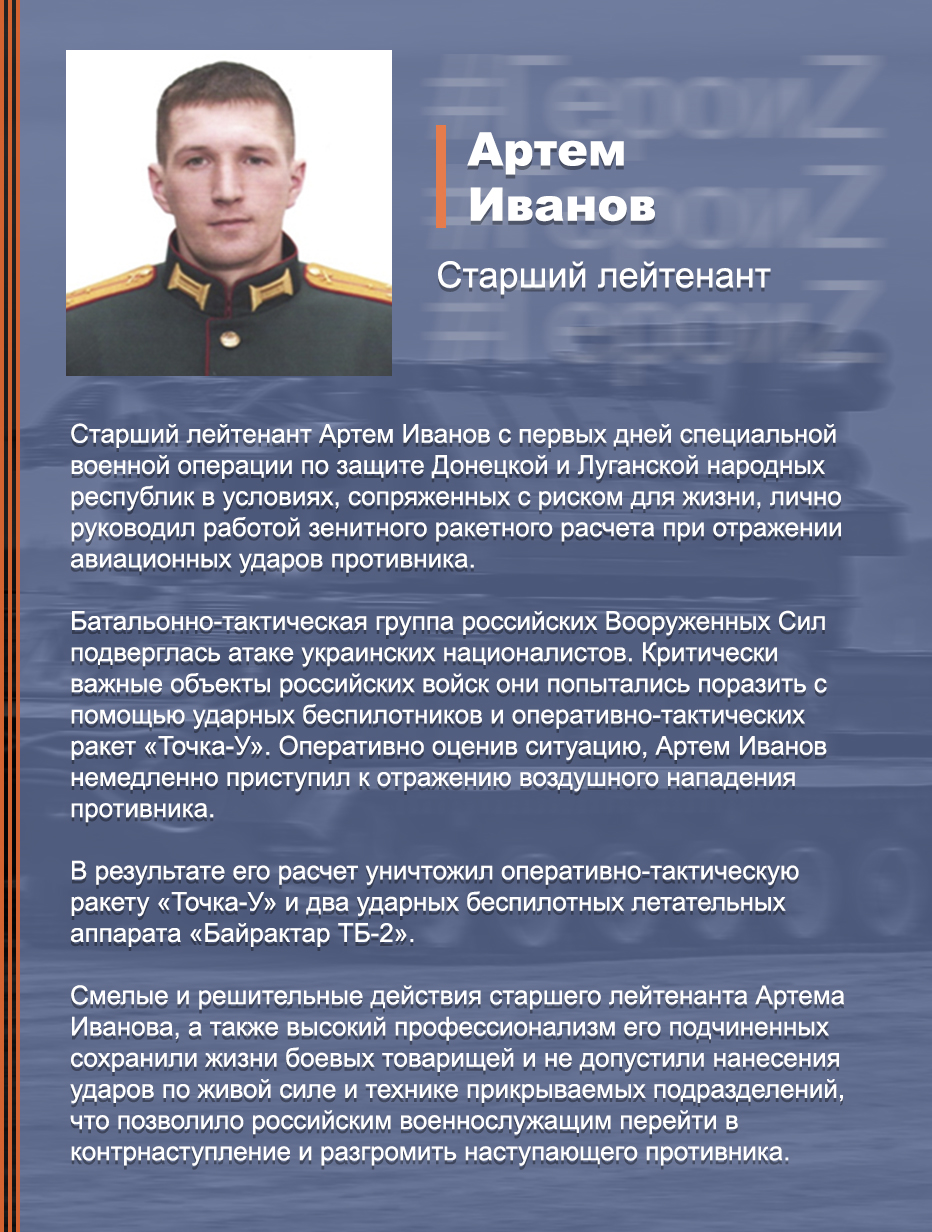 #ГероиZ
#ГероиZ
#ГероиZ
Артем
Иванов
Старший лейтенант
Старший лейтенант Артем Иванов с первых дней специальной
военной операции по защите Донецкой и Луганской народных
республик в условиях, сопряженных с риском для жизни, лично
руководил работой зенитного ракетного расчета при отражении
авиационных ударов противника.
Батальонно-тактическая группа российских Вооруженных Сил
подверглась атаке украинских националистов. Критически
важные объекты российских войск они попытались поразить с
помощью ударных беспилотников и оперативно-тактических
ракет «Точка-У». Оперативно оценив ситуацию, Артем Иванов
немедленно приступил к отражению воздушного нападения
противника.
В результате его расчет уничтожил оперативно-тактическую
ракету «Точка-У» и два ударных беспилотных летательных
аппарата «Байрактар ТБ-2».
Смелые и решительные действия старшего лейтенанта Артема
Иванова, а также высокий профессионализм его подчиненных
сохранили жизни боевых товарищей и не допустили нанесения
ударов по живой силе и технике прикрываемых подразделений,
что позволило российским военнослужащим перейти в
контрнаступление и разгромить наступающего противника.